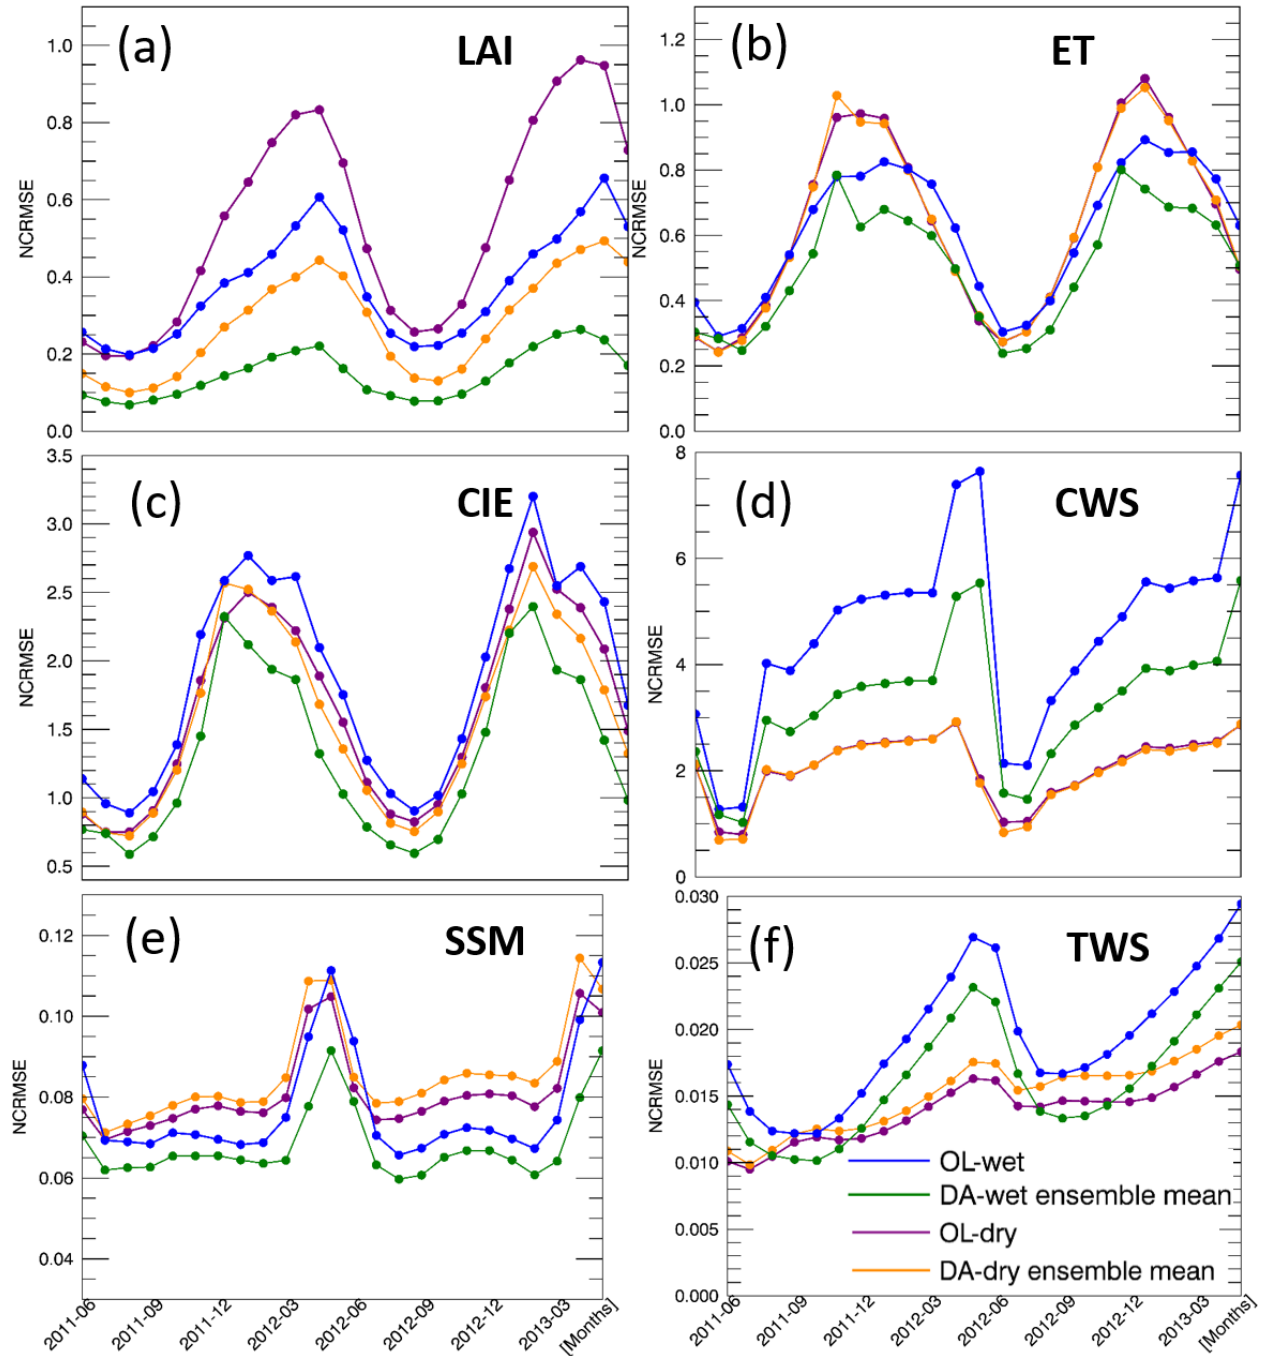 (a)
LAI
1.0
0.8
0.6
0.4
0.2
0.0
NCRMSE
(b)
ET
1.2
1.0
0.8
0.6
0.4
0.2
0.0
NCRMSE
(c)
CIE
3.5
3.0
2.5
2.0
1.5
1.0
0.5
NCRMSE
(d)
CWS
8
6
4
2
0
NCRMSE
(e)
SSM
0.12
0.10
0.08
0.06
0.04
NCRMSE
2011-06
2011-09
2011-12
2012-03
2012-06
2012-09
2012-12
2013-03
[Months]
(f)
TWS
0.030
0.025
0.020
0.015
0.010
0.005
0.000
NCRMSE
OL-wet
DA-wet ensemble mean
OL-dry
DA-dry ensemble mean
2011-06
2011-09
2011-12
2012-03
2012-06
2012-09
2012-12
2013-03
[Months]